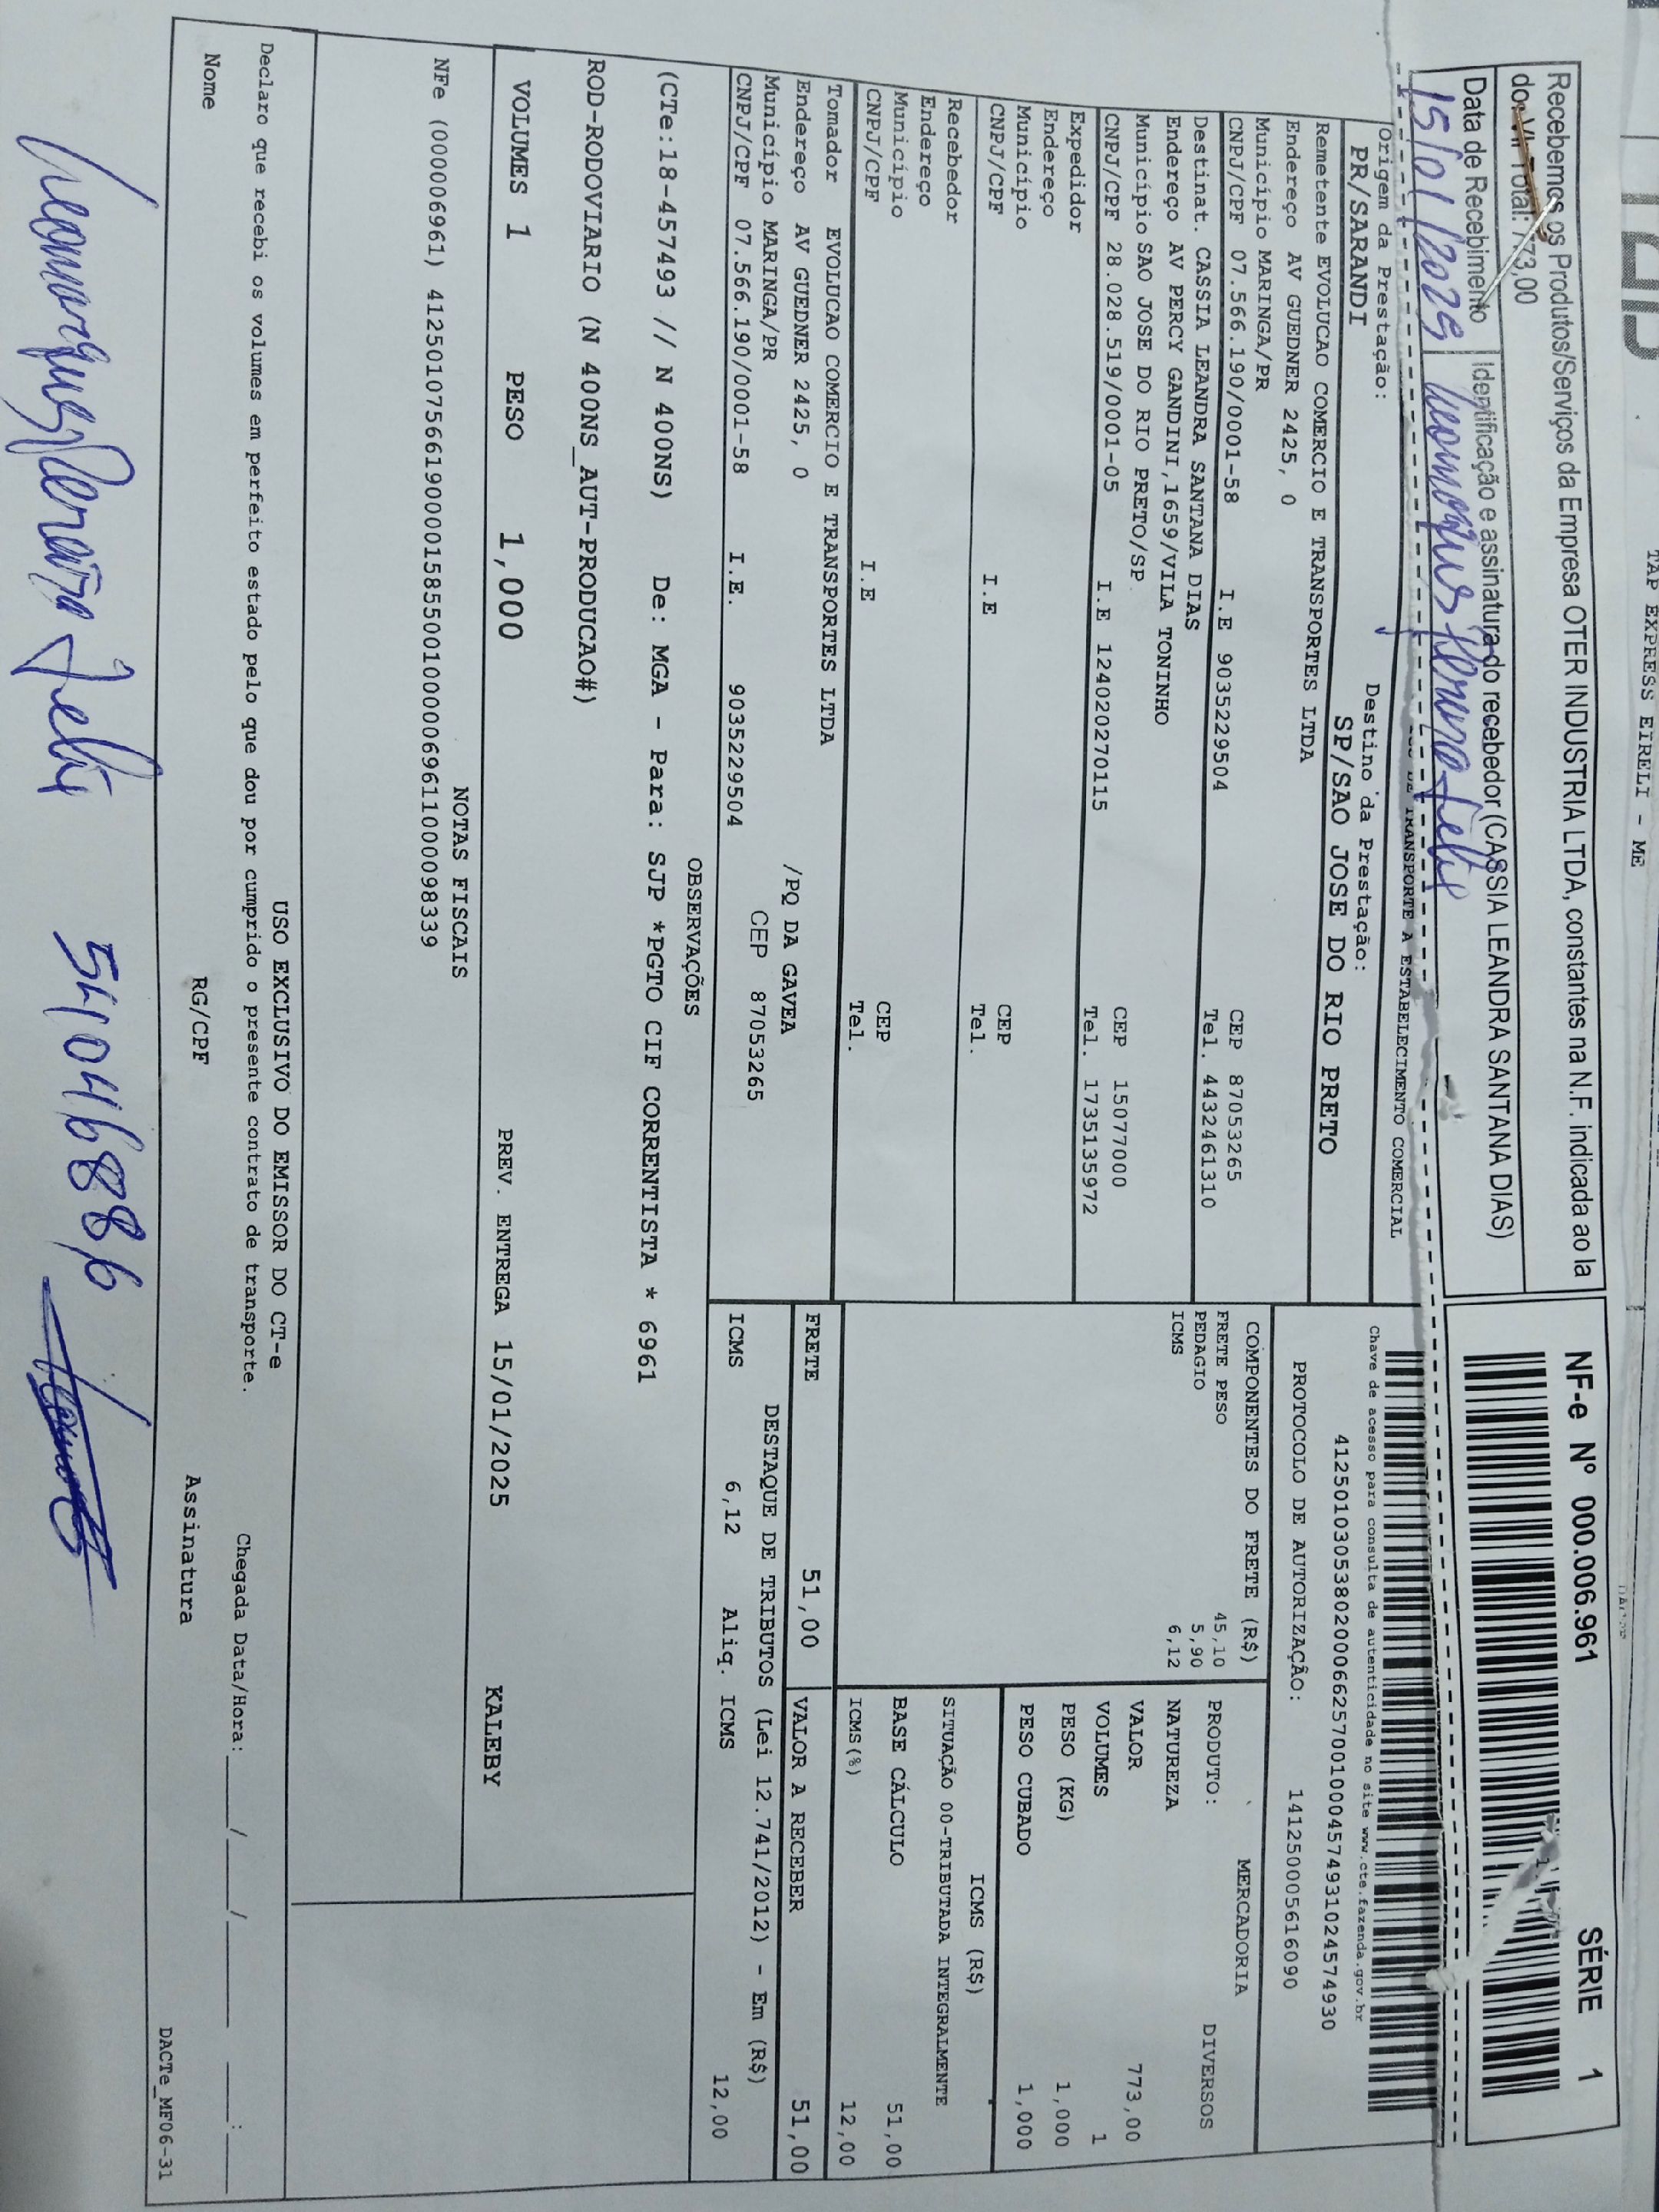 TAP EXPRESS EIRELI - ME
Recebemos os Produtos/Serviços da Empresa OTER INDUSTRIA LTDA, constantes na N.F. indicada ao la
do. Vlr Total: 773,00
Data de Recebimento
Identificação e assinatura do recebedor (CASSIA LEANDRA SANTANA DIAS)
15/01/2025
NF-e Nº 000.006.961 SÉRIE 1
DE TRANSPORTE A ESTABELECIMENTO COMERCIAL
Origem da Prestação: Destino da Prestação:
PR/SARANDI SP/SAO JOSE DO RIO PRETO
Chave de acesso para consulta de autenticidade no site www.cte.fazenda.gov.br
41250103053802000662570010004574931024574930
PROTOCOLO DE AUTORIZAÇÃO: 141250005616090
Remetente EVOLUCAO COMERCIO E TRANSPORTES LTDA
Endereço AV GUEDNER 2425, 0
Município MARINGA/PR CEP 87053265
CNPJ/CPF 07.566.190/0001-58 I.E 9035229504 Tel. 4432461310
Destinat. CASSIA LEANDRA SANTANA DIAS
Endereço AV PERCY GANDINI,1659/VILA TONINHO
Município SAO JOSE DO RIO PRETO/SP CEP 15077000
CNPJ/CPF 28.028.519/0001-05 I.E 124020270115 Tel. 1735135972
Expedidor
Endereço
Município CEP
CNPJ/CPF I.E Tel.
Recebedor
Endereço
Município CEP
CNPJ/CPF I.E Tel.
Tomador EVOLUCAO COMERCIO E TRANSPORTES LTDA
Endereço AV GUEDNER 2425, 0 /PQ DA GAVEA
Município MARINGA/PR CEP 87053265
CNPJ/CPF 07.566.190/0001-58 I.E. 9035229504
COMPONENTES DO FRETE (R$)
FRETE PESO 45,10
PEDAGIO 5,90
ICMS 6,12
MERCADORIA
PRODUTO: DIVERSOS
NATUREZA
VALOR 773,00
VOLUMES 1
PESO (KG) 1,000
PESO CUBADO 1,000
ICMS (R$)
SITUAÇÃO 00-TRIBUTADA INTEGRALMENTE
BASE CÁLCULO 51,00
ICMS(%) 12,00
FRETE 51,00 VALOR A RECEBER 51,00
DESTAQUE DE TRIBUTOS (Lei 12.741/2012) - Em (R$)
ICMS 6,12 Aliq. ICMS 12,00
OBSERVAÇÕES
(CTe:18-457493 // N 400NS) De: MGA - Para: SJP *PGTO CIF CORRENTISTA * 6961
ROD-RODOVIARIO (N 400NS_AUT-PRODUCAO#)
VOLUMES 1 PESO 1,000 PREV. ENTREGA 15/01/2025 KALEBY
NOTAS FISCAIS
NFe (000006961) 41250107566190000158550010000069611000098339
USO EXCLUSIVO DO EMISSOR DO CT-e
Declaro que recebi os volumes em perfeito estado pelo que dou por cumprido o presente contrato de transporte. Chegada Data/Hora: ____/____/______ ____:____
Nome RG/CPF Assinatura
DACTe_MF06-31